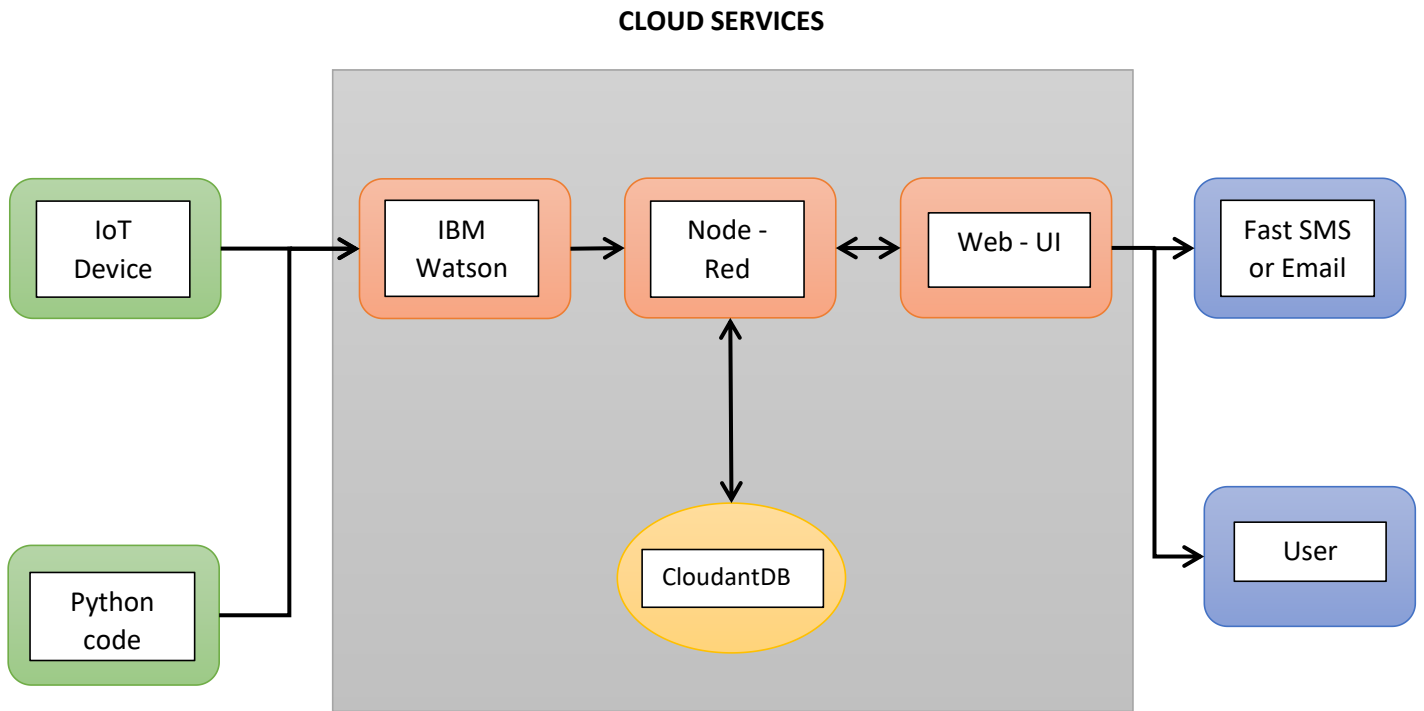 CLOUD SERVICES
IoT
Device
IBM
Watson
Node -
Red
Web - UI
Fast SMS
or Email
Python
code
CloudantDB
User